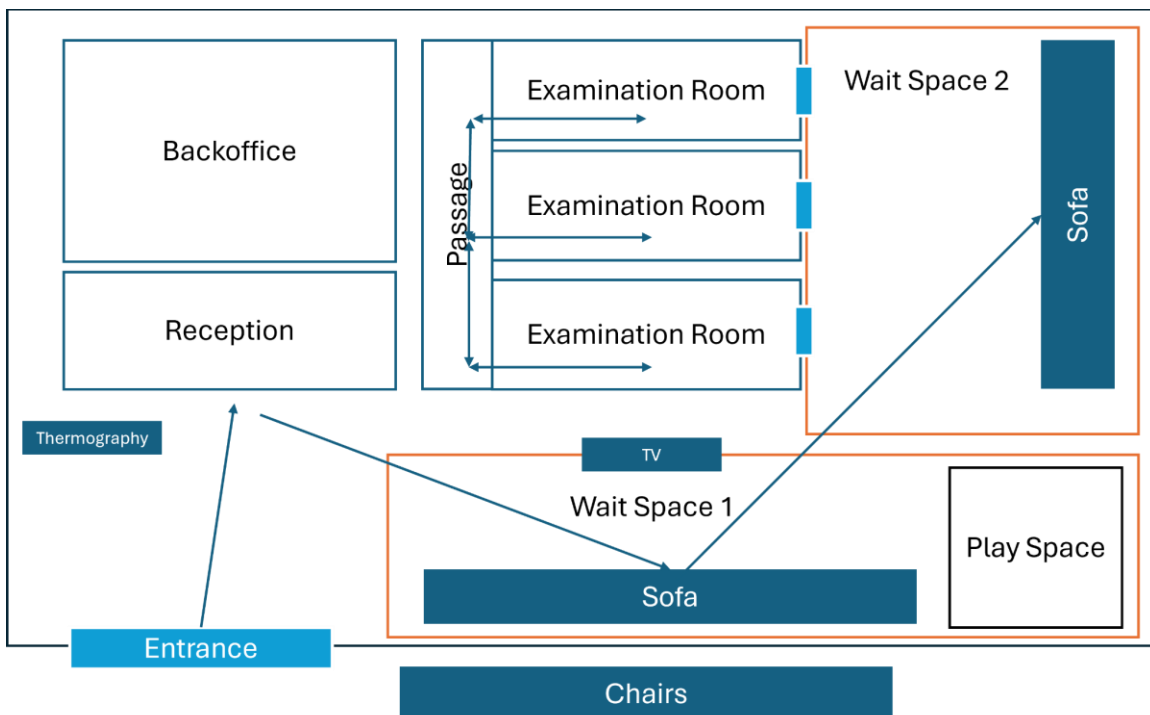 Backoffice
Reception
Passage
Examination Room
Examination Room
Examination Room
Wait Space 2
Sofa
Thermography
TV
Wait Space 1
Sofa
Play Space
Entrance
Chairs